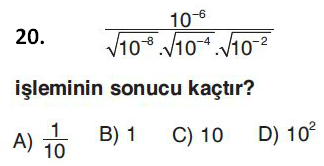 20. 10⁻⁶ / √10⁻⁸ . √10⁻⁴ . √10⁻²
işleminin sonucu kaçtır?
A) 1/10 B) 1 C) 10 D) 10²